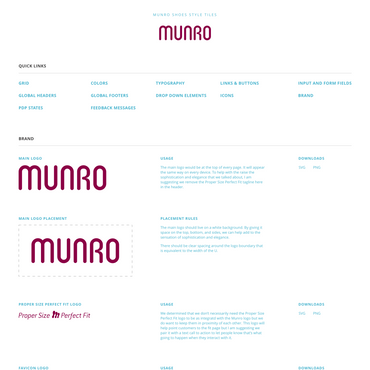 MUNRO SHOES STYLE TILES
MUNRO
QUICK LINKS
GRID COLORS TYPOGRAPHY LINKS & BUTTONS INPUT AND FORM FIELDS
GLOBAL HEADERS GLOBAL FOOTERS DROP DOWN ELEMENTS ICONS BRAND
POP STATES FEEDBACK MESSAGES
BRAND
MAIN LOGO USAGE DOWNLOADS
MUNRO
The main logo would be at the top of every page. It will appear
the same way on every device. To help with the
sophistication and elegance that we talked about, I am
suggesting we remove the Proper Size Perfect Fit tagline here
in the header.
SVG PNG
MAIN LOGO PLACEMENT PLACEMENT RULES
MUNRO
The main logo should be on a white background. By giving it
space on the top, bottom, and sides, we can help add to the
sensation of sophistication and elegance.
There should be clear spacing around the logo boundary that
is equivalent to the width of the U.
PROPER SIZE PERFECT FIT LOGO USAGE DOWNLOADS
Proper Size m Perfect Fit
We determined that we don't necessarily need the Proper Size
Perfect Fit logo to be as integrated with the Munro logo but we
do want to keep them in proximity of each other. This logo will
help point customers to the fit page but I am suggesting we
pair it with a text call to action to let people know that's what
going to happen when they interact with it.
SVG PNG
FAVICON LOGO USAGE DOWNLOADS